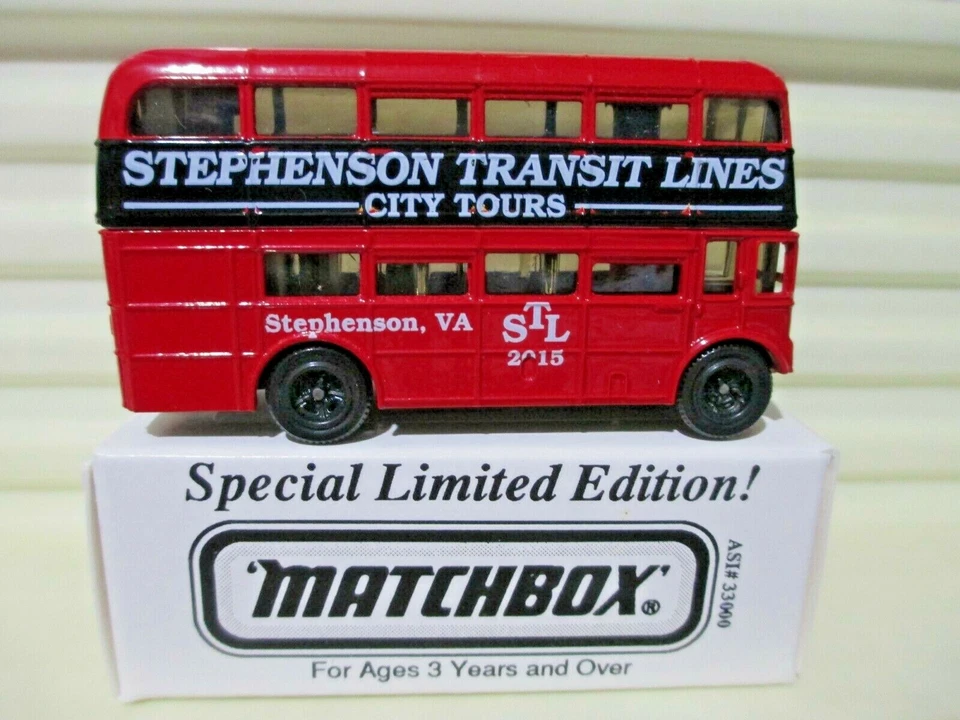 STEPHENSON TRANSIT LINES
CITY TOURS
Stephenson, VA
STL
2015
Special Limited Edition!
'MATCHBOX'®
ASI# 33000
For Ages 3 Years and Over